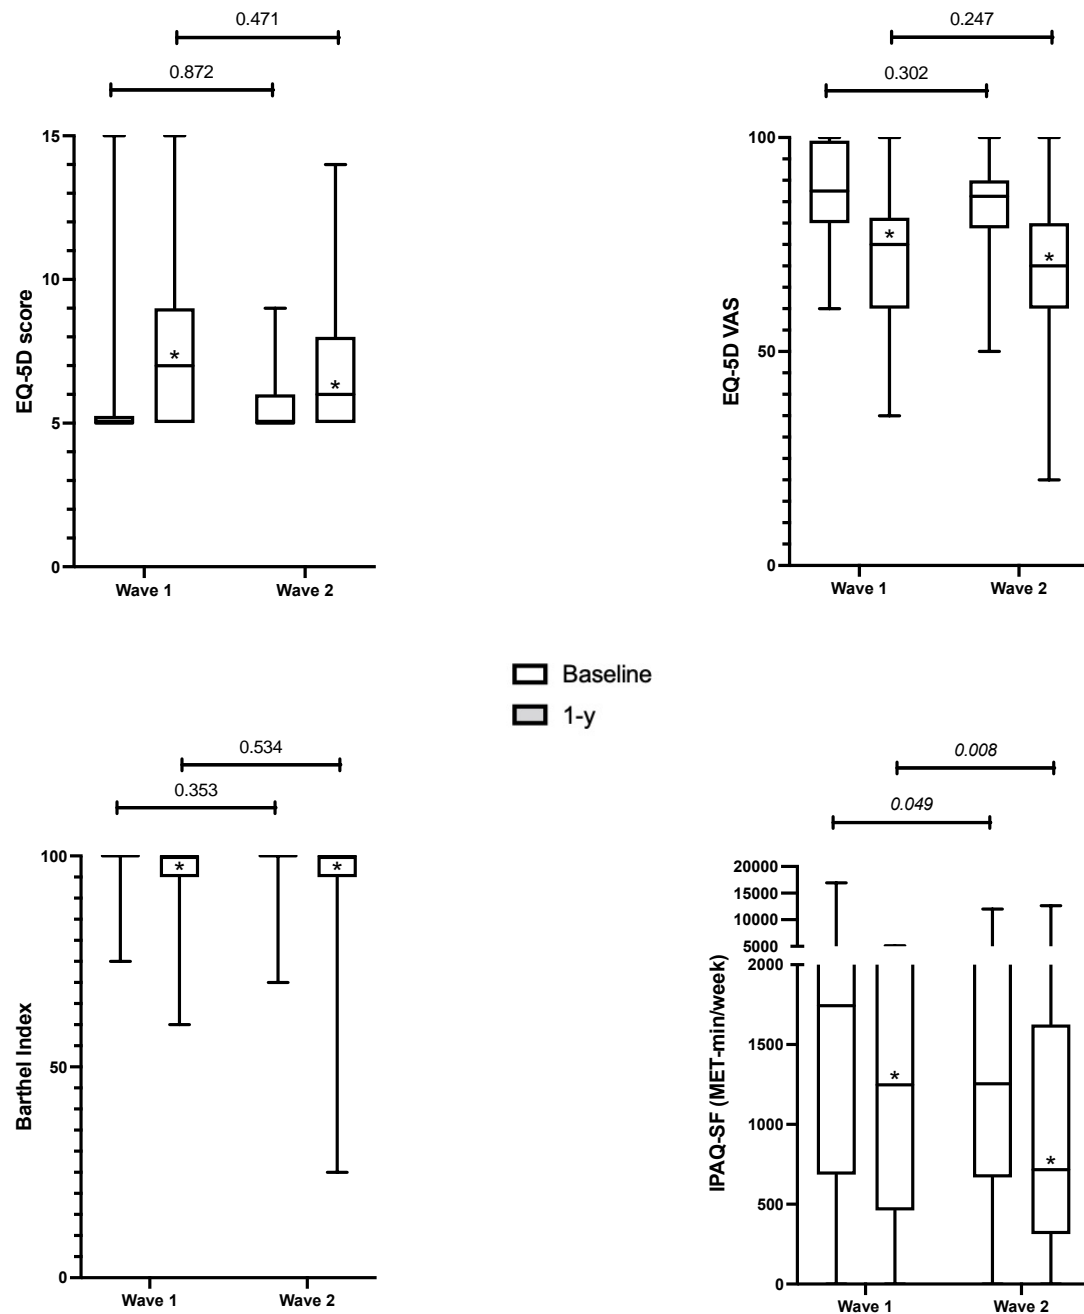 0.471
0.872
15
10
5
0
EQ-5D score
*
*
Wave 1
Wave 2
0.247
0.302
100
50
0
EQ-5D VAS
*
*
Wave 1
Wave 2
Baseline
1-y
0.534
0.353
100
50
0
Barthel Index
*
*
Wave 1
Wave 2
0.008
0.049
20000
15000
10000
5000
2000
1500
1000
500
0
IPAQ-SF (MET-min/week)
*
*
Wave 1
Wave 2